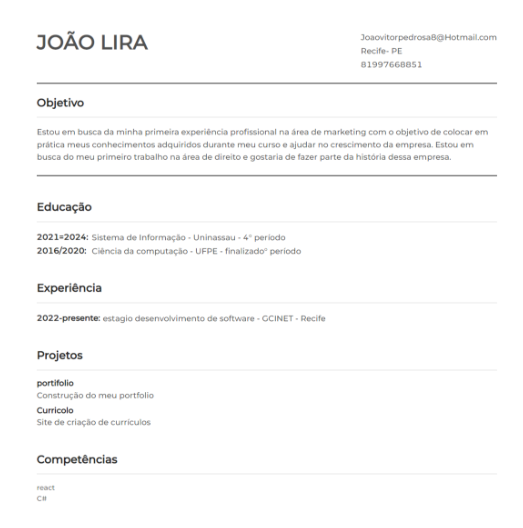 JOÃO LIRA
Joaovitorpedrosa8@Hotmail.com
Recife- PE
81997668851
Objetivo
Estou em busca da minha primeira experiência profissional na área de marketing com o objetivo de colocar em
prática meus conhecimentos adquiridos durante meu curso e ajudar no crescimento da empresa. Estou em
busca do meu primeiro trabalho na área de direito e gostaria de fazer parte da história dessa empresa.
Educação
2021=2024: Sistema de Informação - Uninassau - 4° periodo
2016/2020: Ciência da computação - UFPE - finalizado° periodo
Experiência
2022-presente: estagio desenvolvimento de software - GCINET - Recife
Projetos
portifolio
Construção do meu portfolio
Curricolo
Site de criação de currículos
Competências
react
C#